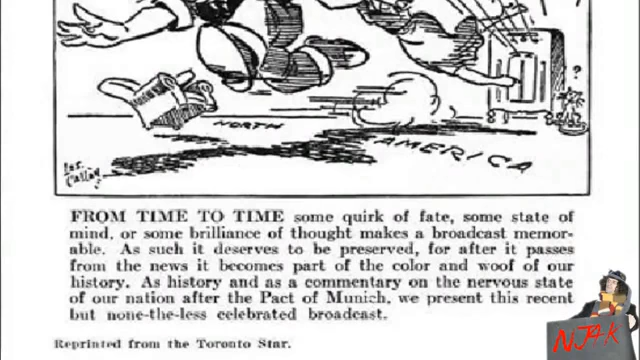 NORTH
AMERICA
Les
Callan
FROM TIME TO TIME some quirk of fate, some state of
mind, or some brilliance of thought makes a broadcast memor-
able. As such it deserves to be preserved, for after it passes
from the news it becomes part of the color and woof of our
history. As history and as a commentary on the nervous state
of our nation after the Pact of Munich, we present this recent
but none-the-less celebrated broadcast.
Reprinted from the Toronto Star.
?
NJ4K